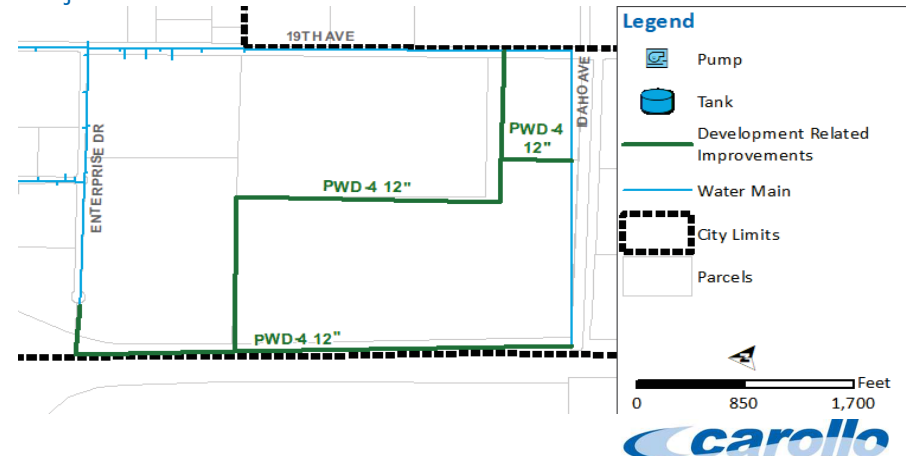 19TH AVE
ENTERPRISE DR
IDAHO AVE
PWD-4
12"
PWD-4 12"
PWD-4 12"
Legend
Pump
Tank
Development Related
Improvements
Water Main
City Limits
Parcels
Feet
0 850 1,700
carollo